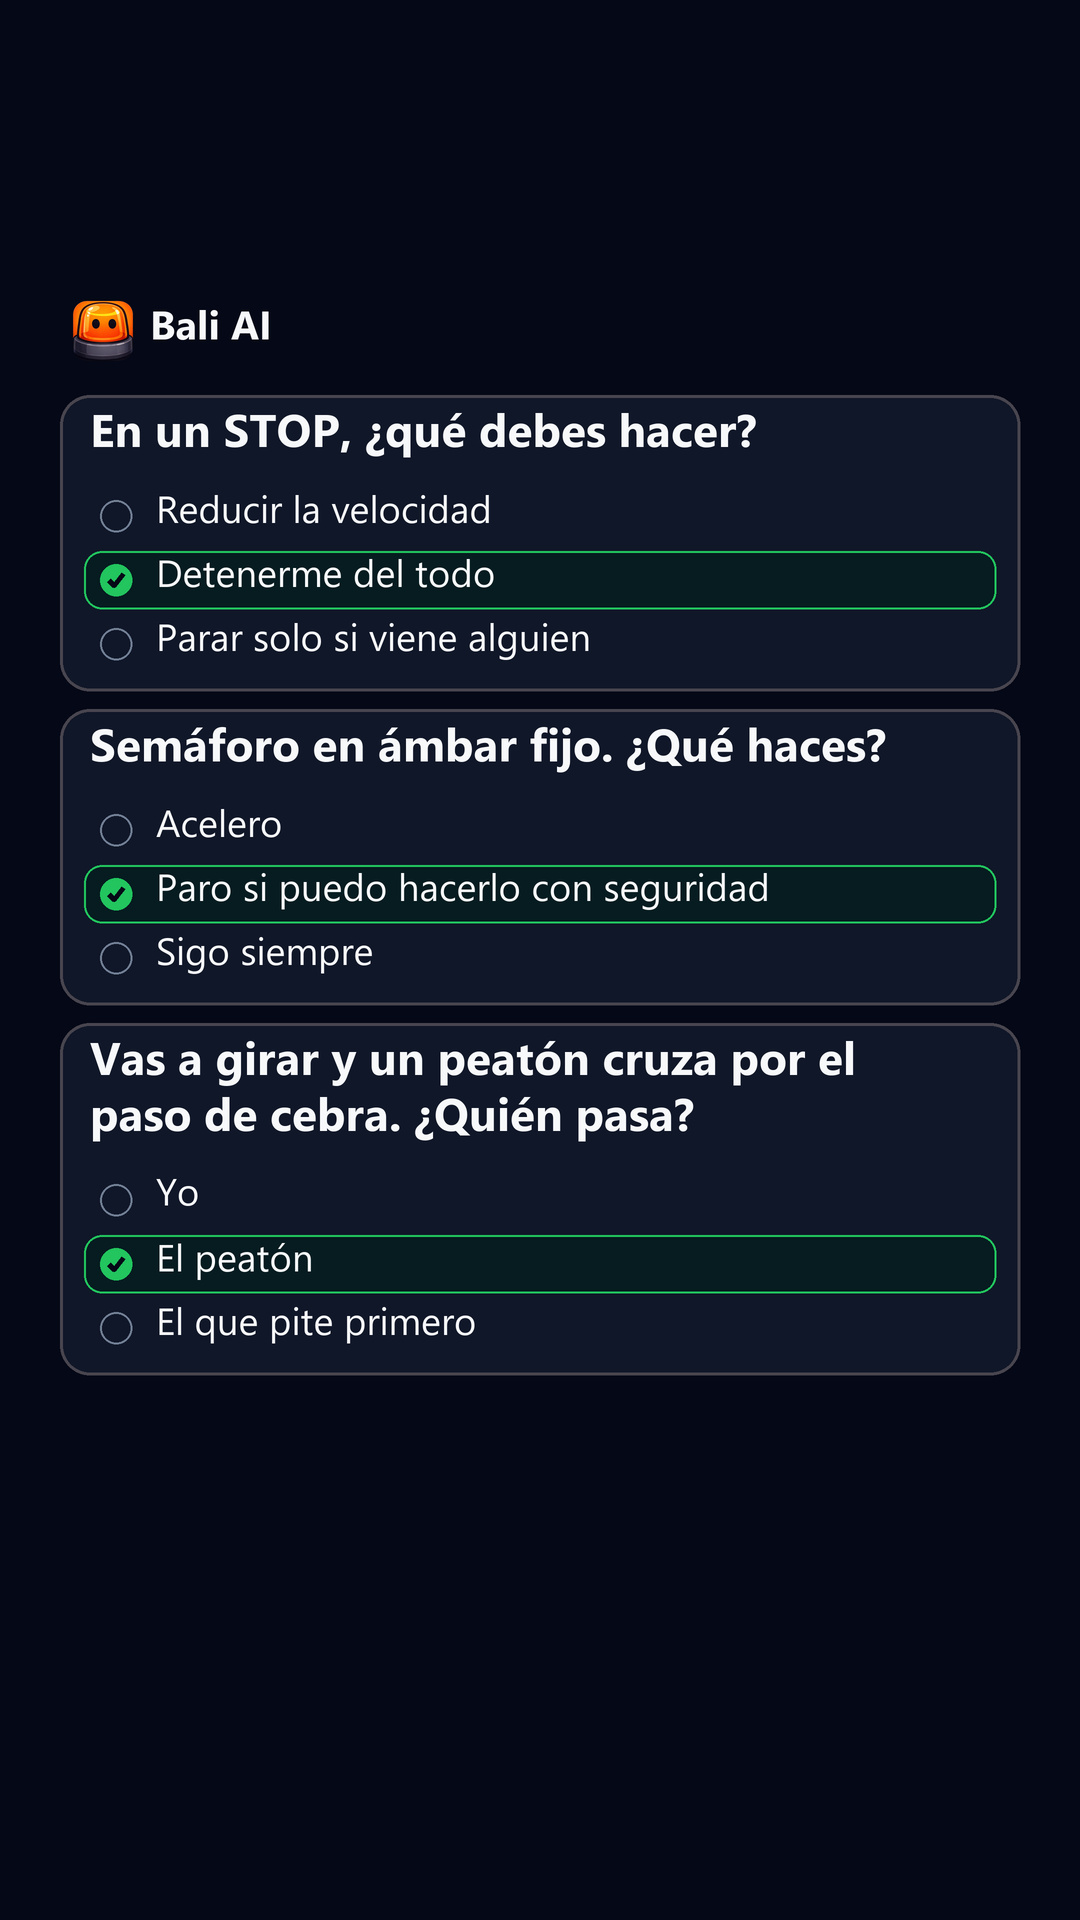 Bali AI
En un STOP, ¿qué debes hacer?
Reducir la velocidad
Detenerme del todo
Parar solo si viene alguien
Semáforo en ámbar fijo. ¿Qué haces?
Acelero
Paro si puedo hacerlo con seguridad
Sigo siempre
Vas a girar y un peatón cruza por el
paso de cebra. ¿Quién pasa?
Yo
El peatón
El que pite primero